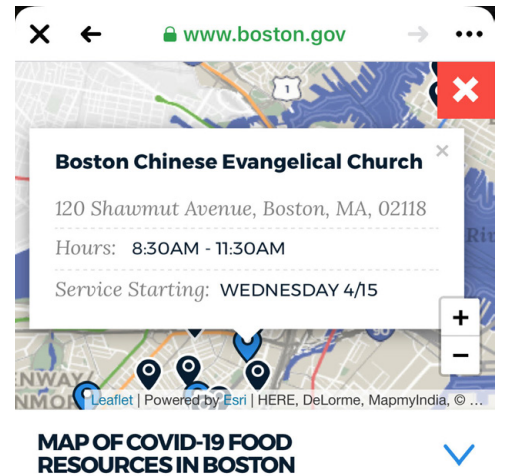 www.boston.gov
1
Boston Chinese Evangelical Church
120 Shawmut Avenue, Boston, MA, 02118
Hours: 8:30AM - 11:30AM
Service Starting: WEDNESDAY 4/15
+
−
90
Leaflet | Powered by Esri | HERE, DeLorme, MapmyIndia, © ...
MAP OF COVID-19 FOOD
RESOURCES IN BOSTON